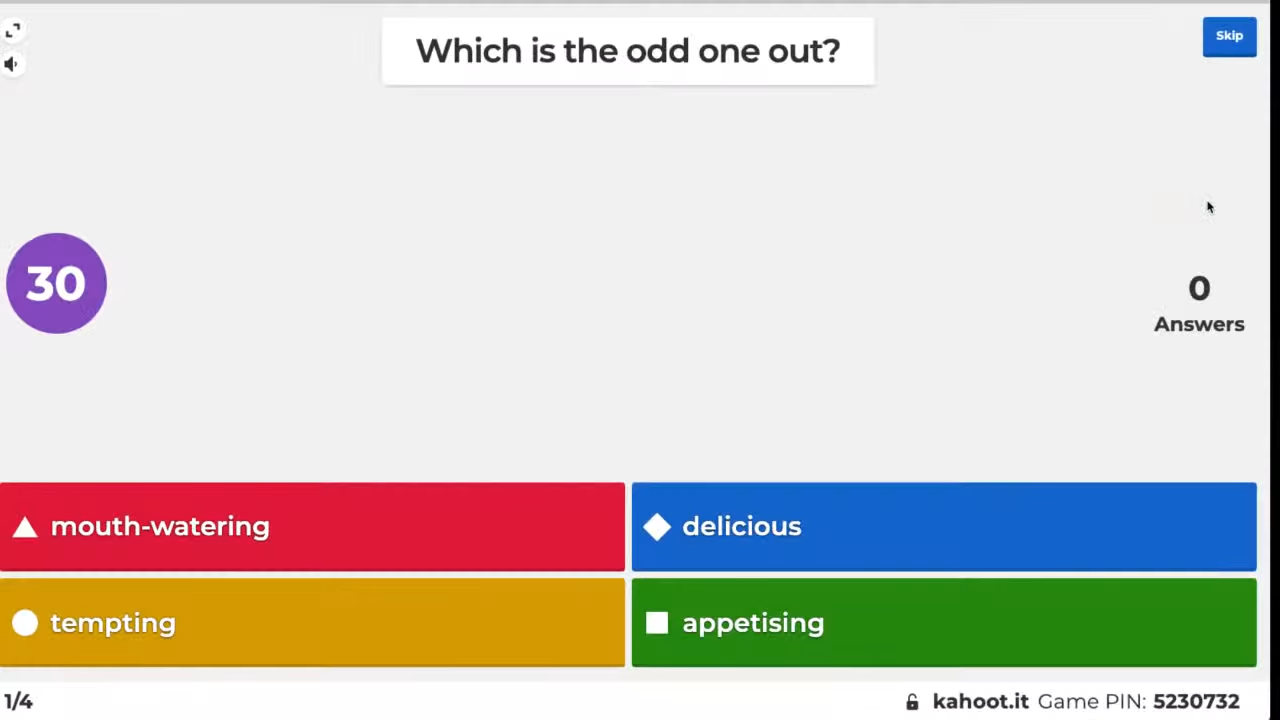 Which is the odd one out?
Skip
30
0
Answers
mouth-watering
delicious
tempting
appetising
1/4
kahoot.it Game PIN: 5230732